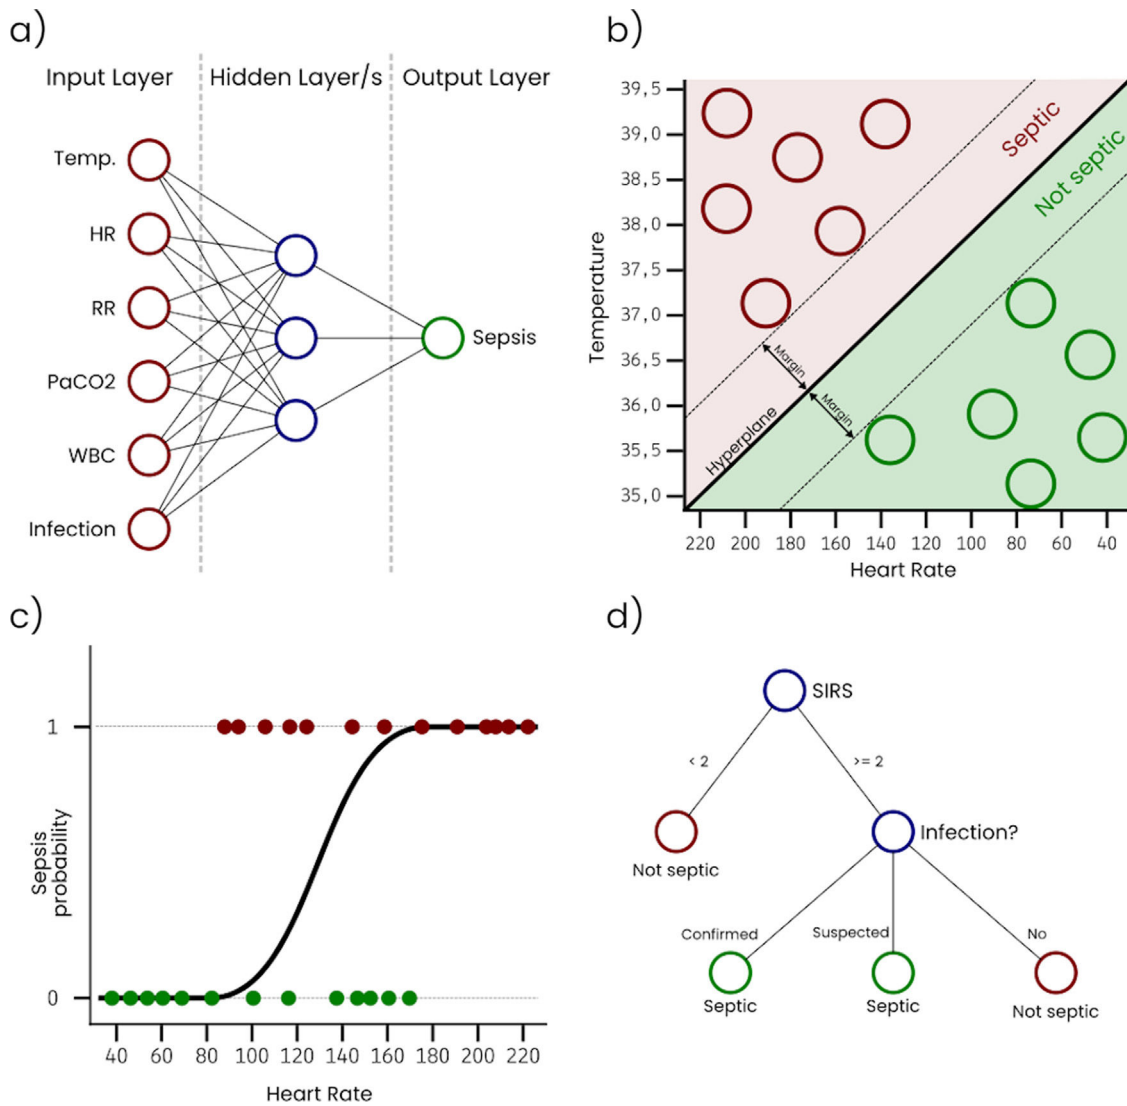 a)
Input Layer
Hidden Layer/s
Output Layer
Temp.
HR
RR
PaCO2
WBC
Infection
Sepsis
b)
39,5
39,0
38,5
38,0
37,5
37,0
36,5
36,0
35,5
35,0
Temperature
Septic
Not septic
Margin
Margin
Hyperplane
220 200 180 160 140 120 100 80 60 40
Heart Rate
c)
1
0
Sepsis
probability
40 60 80 100 120 140 160 180 200 220
Heart Rate
d)
SIRS
< 2
>= 2
Not septic
Infection?
Confirmed
Suspected
No
Septic
Septic
Not septic